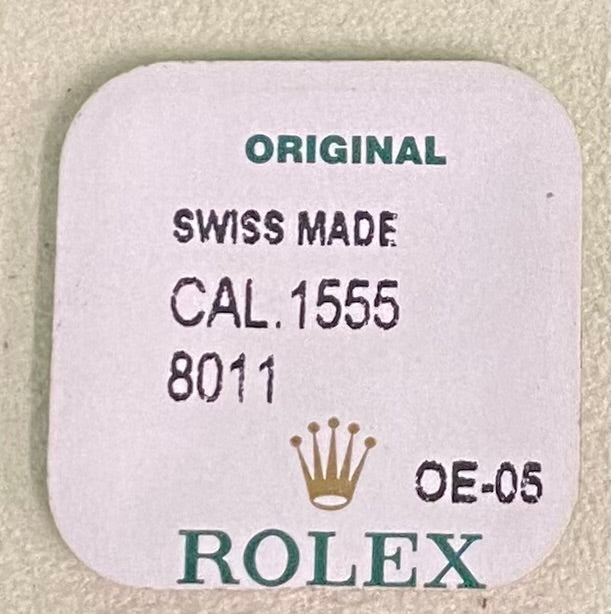 ORIGINAL
SWISS MADE
CAL.1555
8011
OE-05
ROLEX